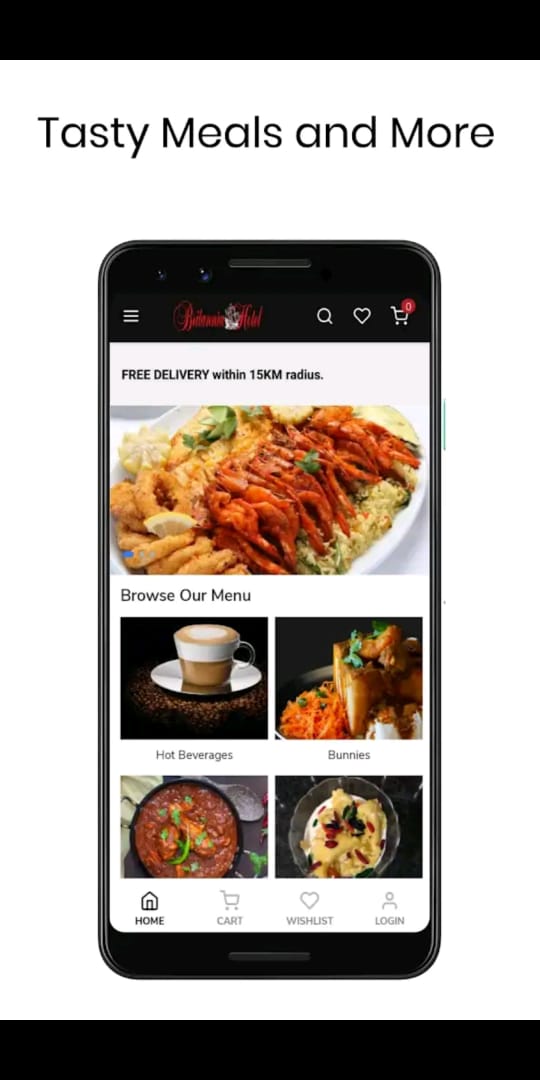 Tasty Meals and More
Britannia Hotel
0
FREE DELIVERY within 15KM radius.
Browse Our Menu
Hot Beverages
Bunnies
HOME
CART
WISHLIST
LOGIN